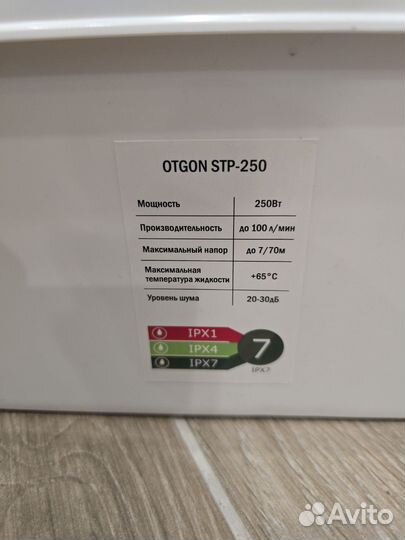 OTGON STP-250
Мощность 250Вт
Производительность до 100 л/мин
Максимальный напор до 7/70м
Максимальная
температура жидкости +65°C
Уровень шума 20-30дБ
IPX1
IPX4
IPX7
7
IPX7
Avito